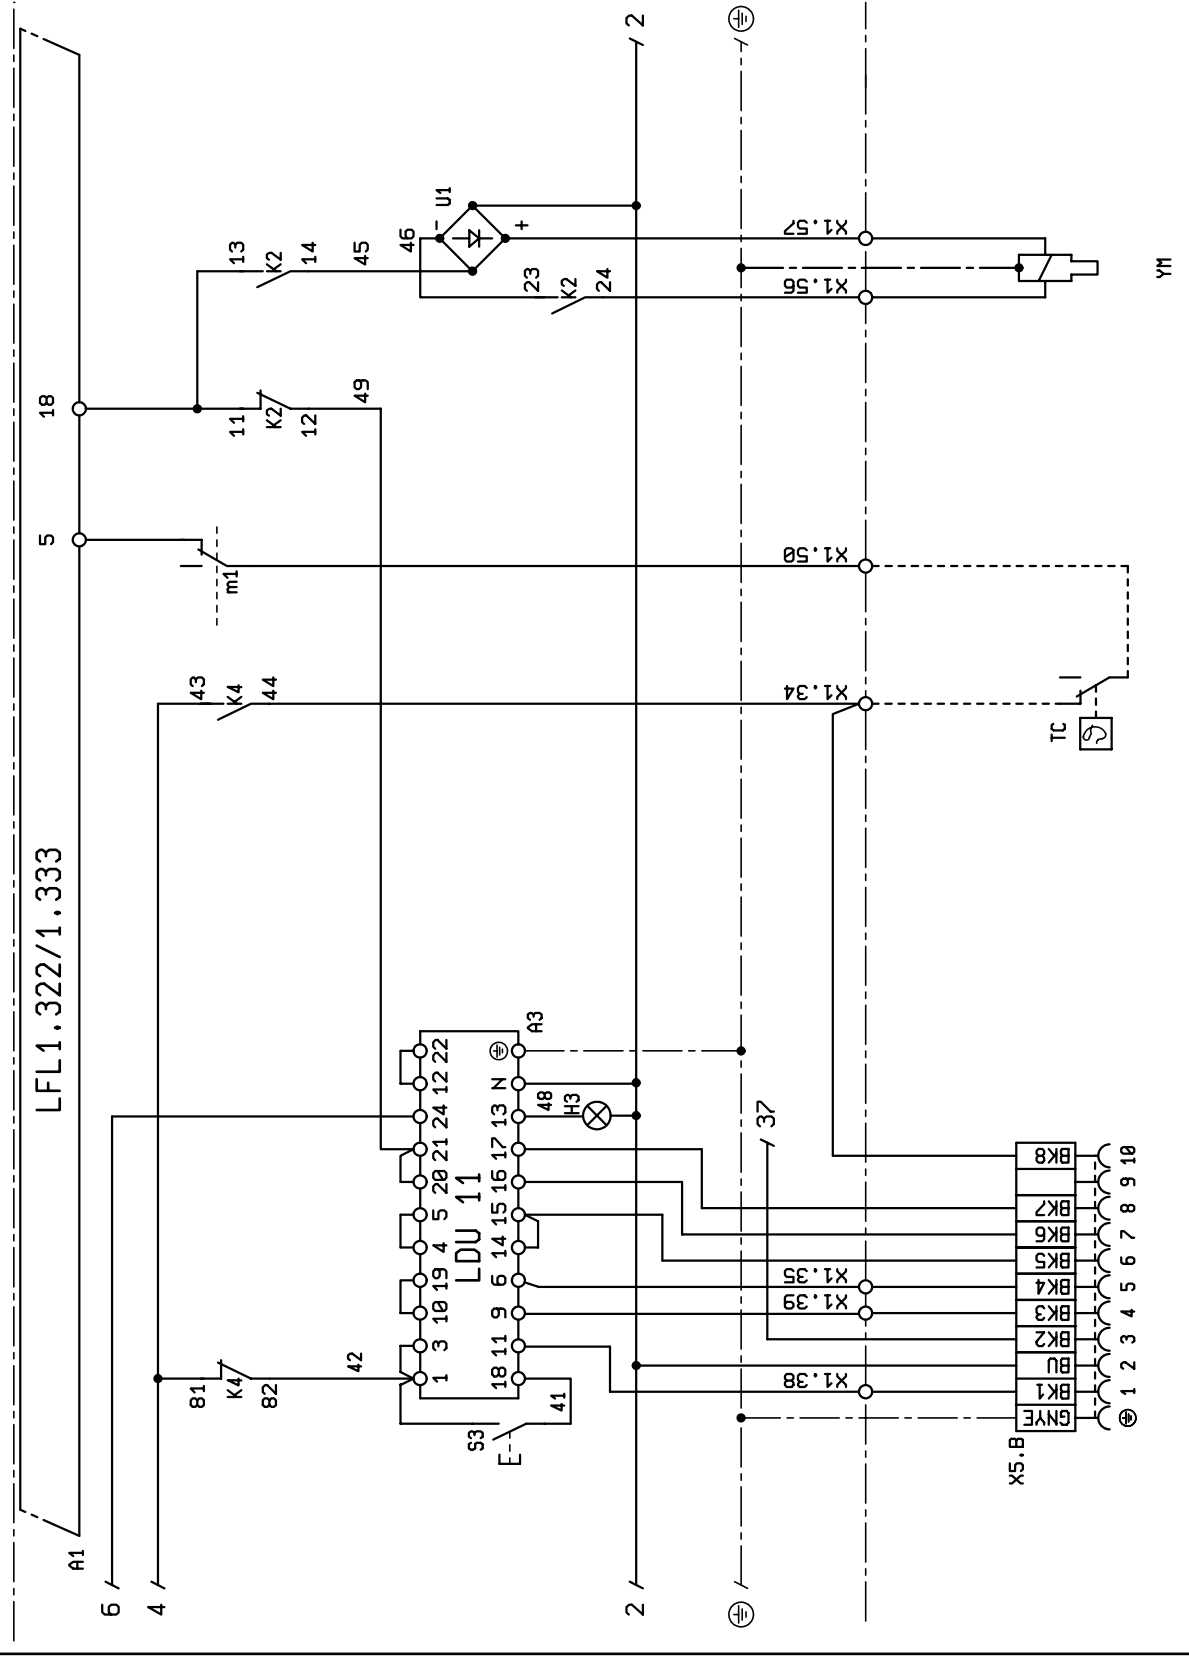 LFL1.322/1.333
A1
5
18
6
4
81
K4
82
42
43
K4
44
m1
11
K2
12
49
13
K2
14
45
46
U1
-
+
23
K2
24
1
3
10
19
4
5
20
21
24
12
22
LDU 11
18
11
9
6
14
15
16
17
13
N
A3
S3
41
48
H3
2
2
37
X1.38
X1.39
X1.35
X1.34
X1.50
X1.56
X1.57
X5.B
GNYE
BK1
BU
BK2
BK3
BK4
BK5
BK6
BK7
BK8
1
2
3
4
5
6
7
8
9
10
TC
YM